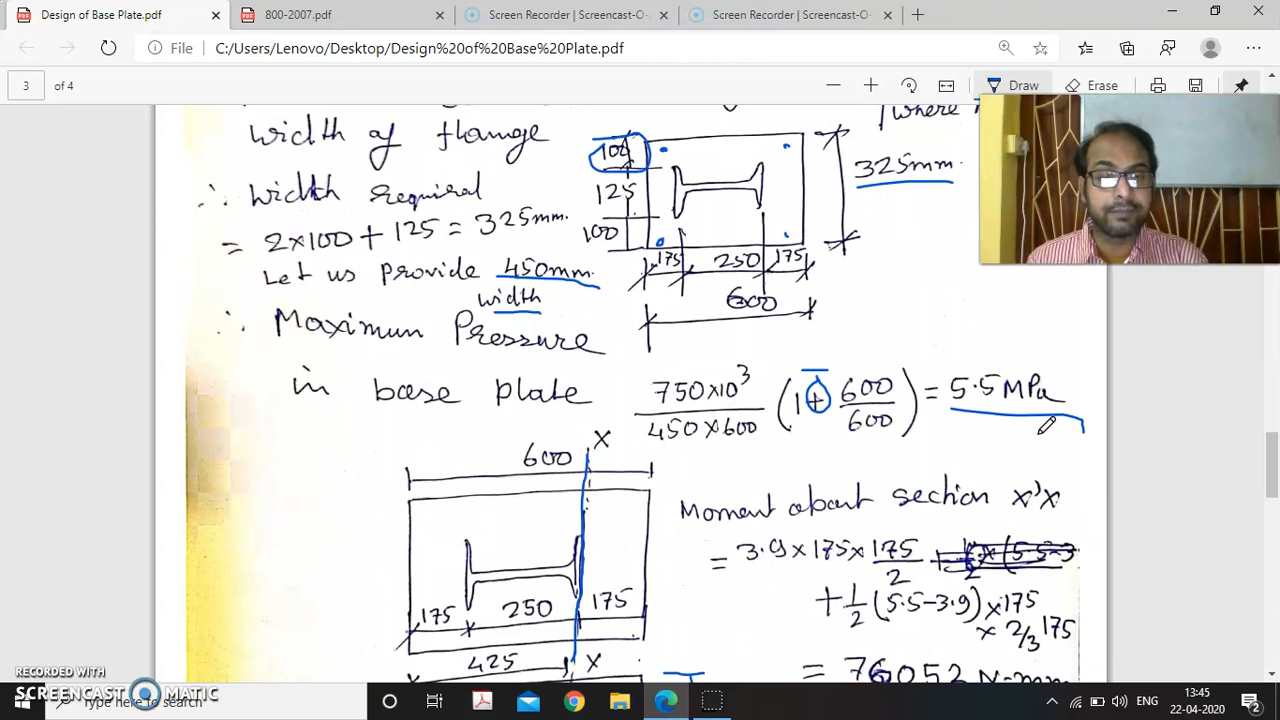 Design of Base Plate.pdf
800-2007.pdf
Screen Recorder | Screencast-O-
Screen Recorder | Screencast-O-
File
C:/Users/Lenovo/Desktop/Design%20of%20Base%20Plate.pdf
3 of 4
Draw
Erase
width of flange
∴ Width required
= 2×100 + 125 = 325mm.
Let us provide 450mm.
width
100
125
100
175 250 175
600
325mm.
∴ Maximum Pressure
in base plate 750×10³ / 450×600 (1 + 600/600) = 5.5 MPa
600
X
175 250 175
425
X
Moment about section x'x
= 3.9 × 175 × 175/2
+ 1/2 (5.5-3.9) × 175
× 2/3 175
= 76052 N-mm
RECORDED WITH
SCREENCAST MATIC
Type here to search
ENG
13:45
22-04-2020
2